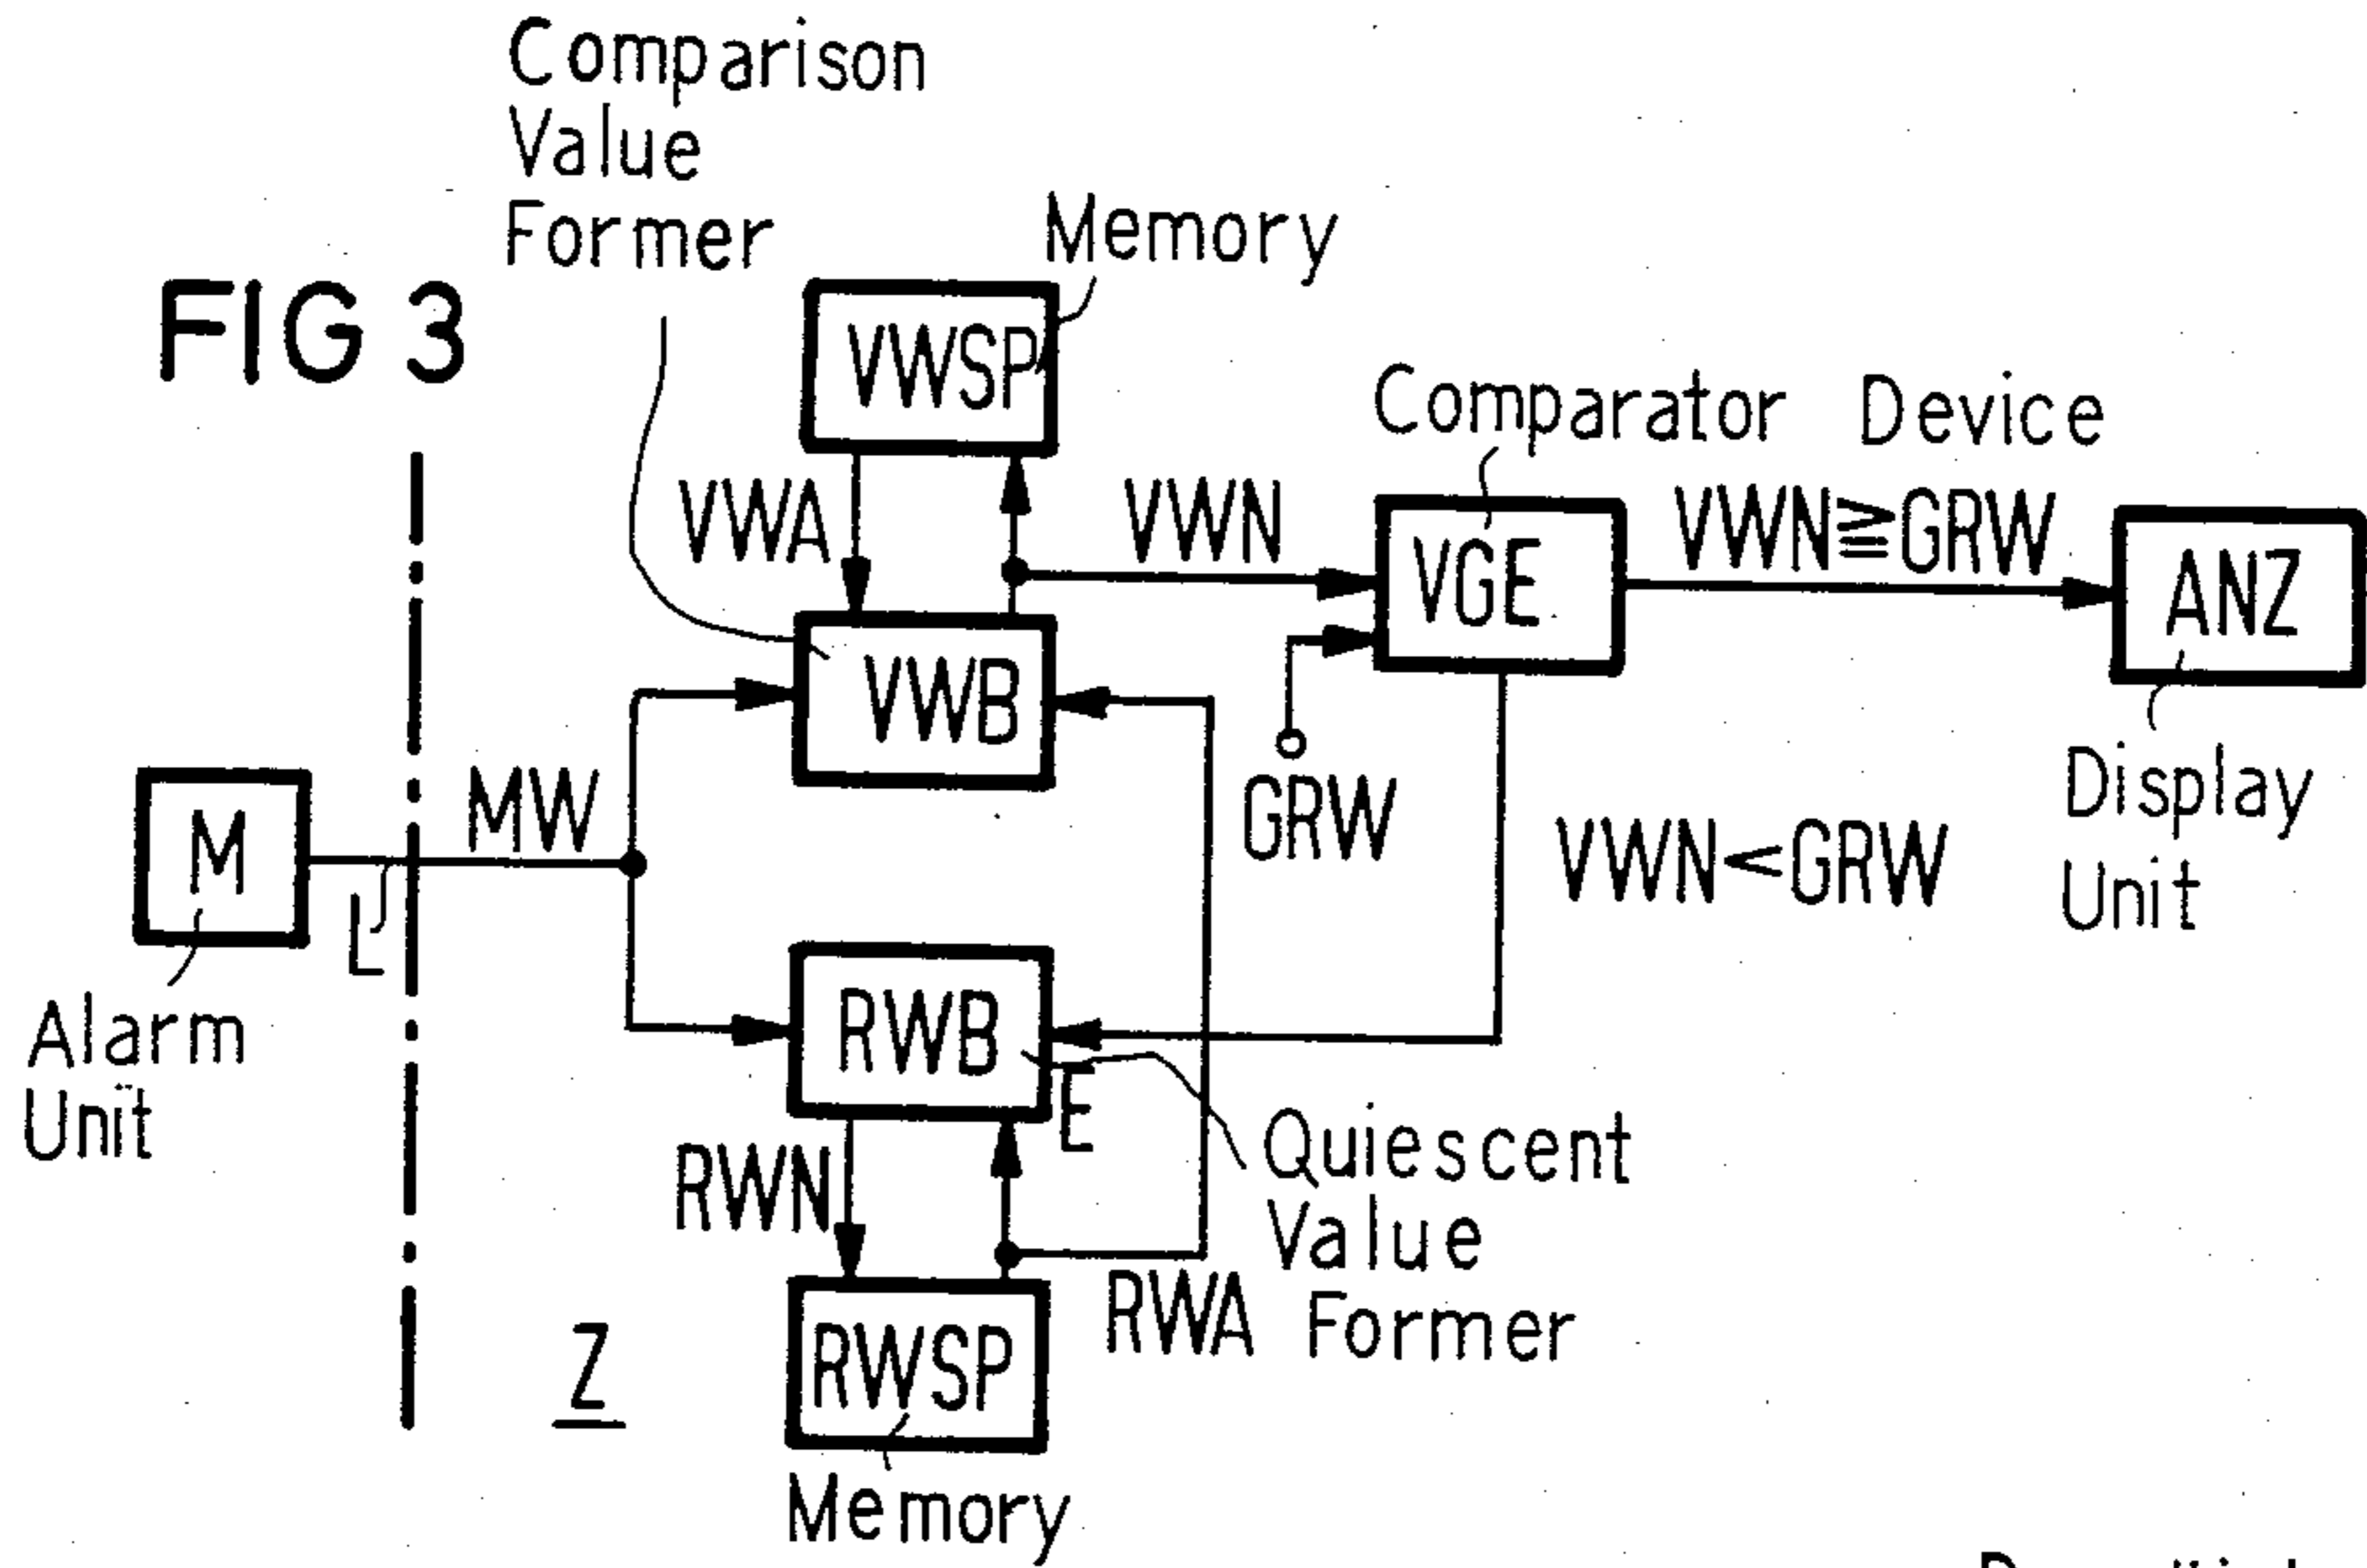 Comparison
Value
Former
Memory
FIG 3
VWSP
Comparator Device
VWA
VWN
VWN≧GRW
VGE
ANZ
VWB
MW
GRW
Display
Unit
VWN<GRW
M
L
RWB
Alarm
Unit
E
RWN
Quiescent
Value
Former
RWA
Z
RWSP
Memory